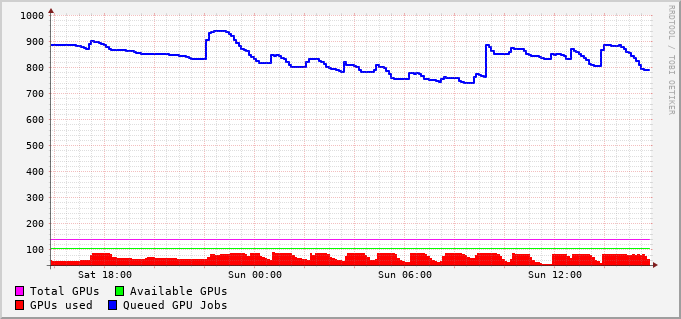 1000
900
800
700
600
500
400
300
200
100
Sat 18:00 Sun 00:00 Sun 06:00 Sun 12:00
Total GPUs Available GPUs
GPUs used Queued GPU Jobs
RRDTOOL / TOBI OETIKER